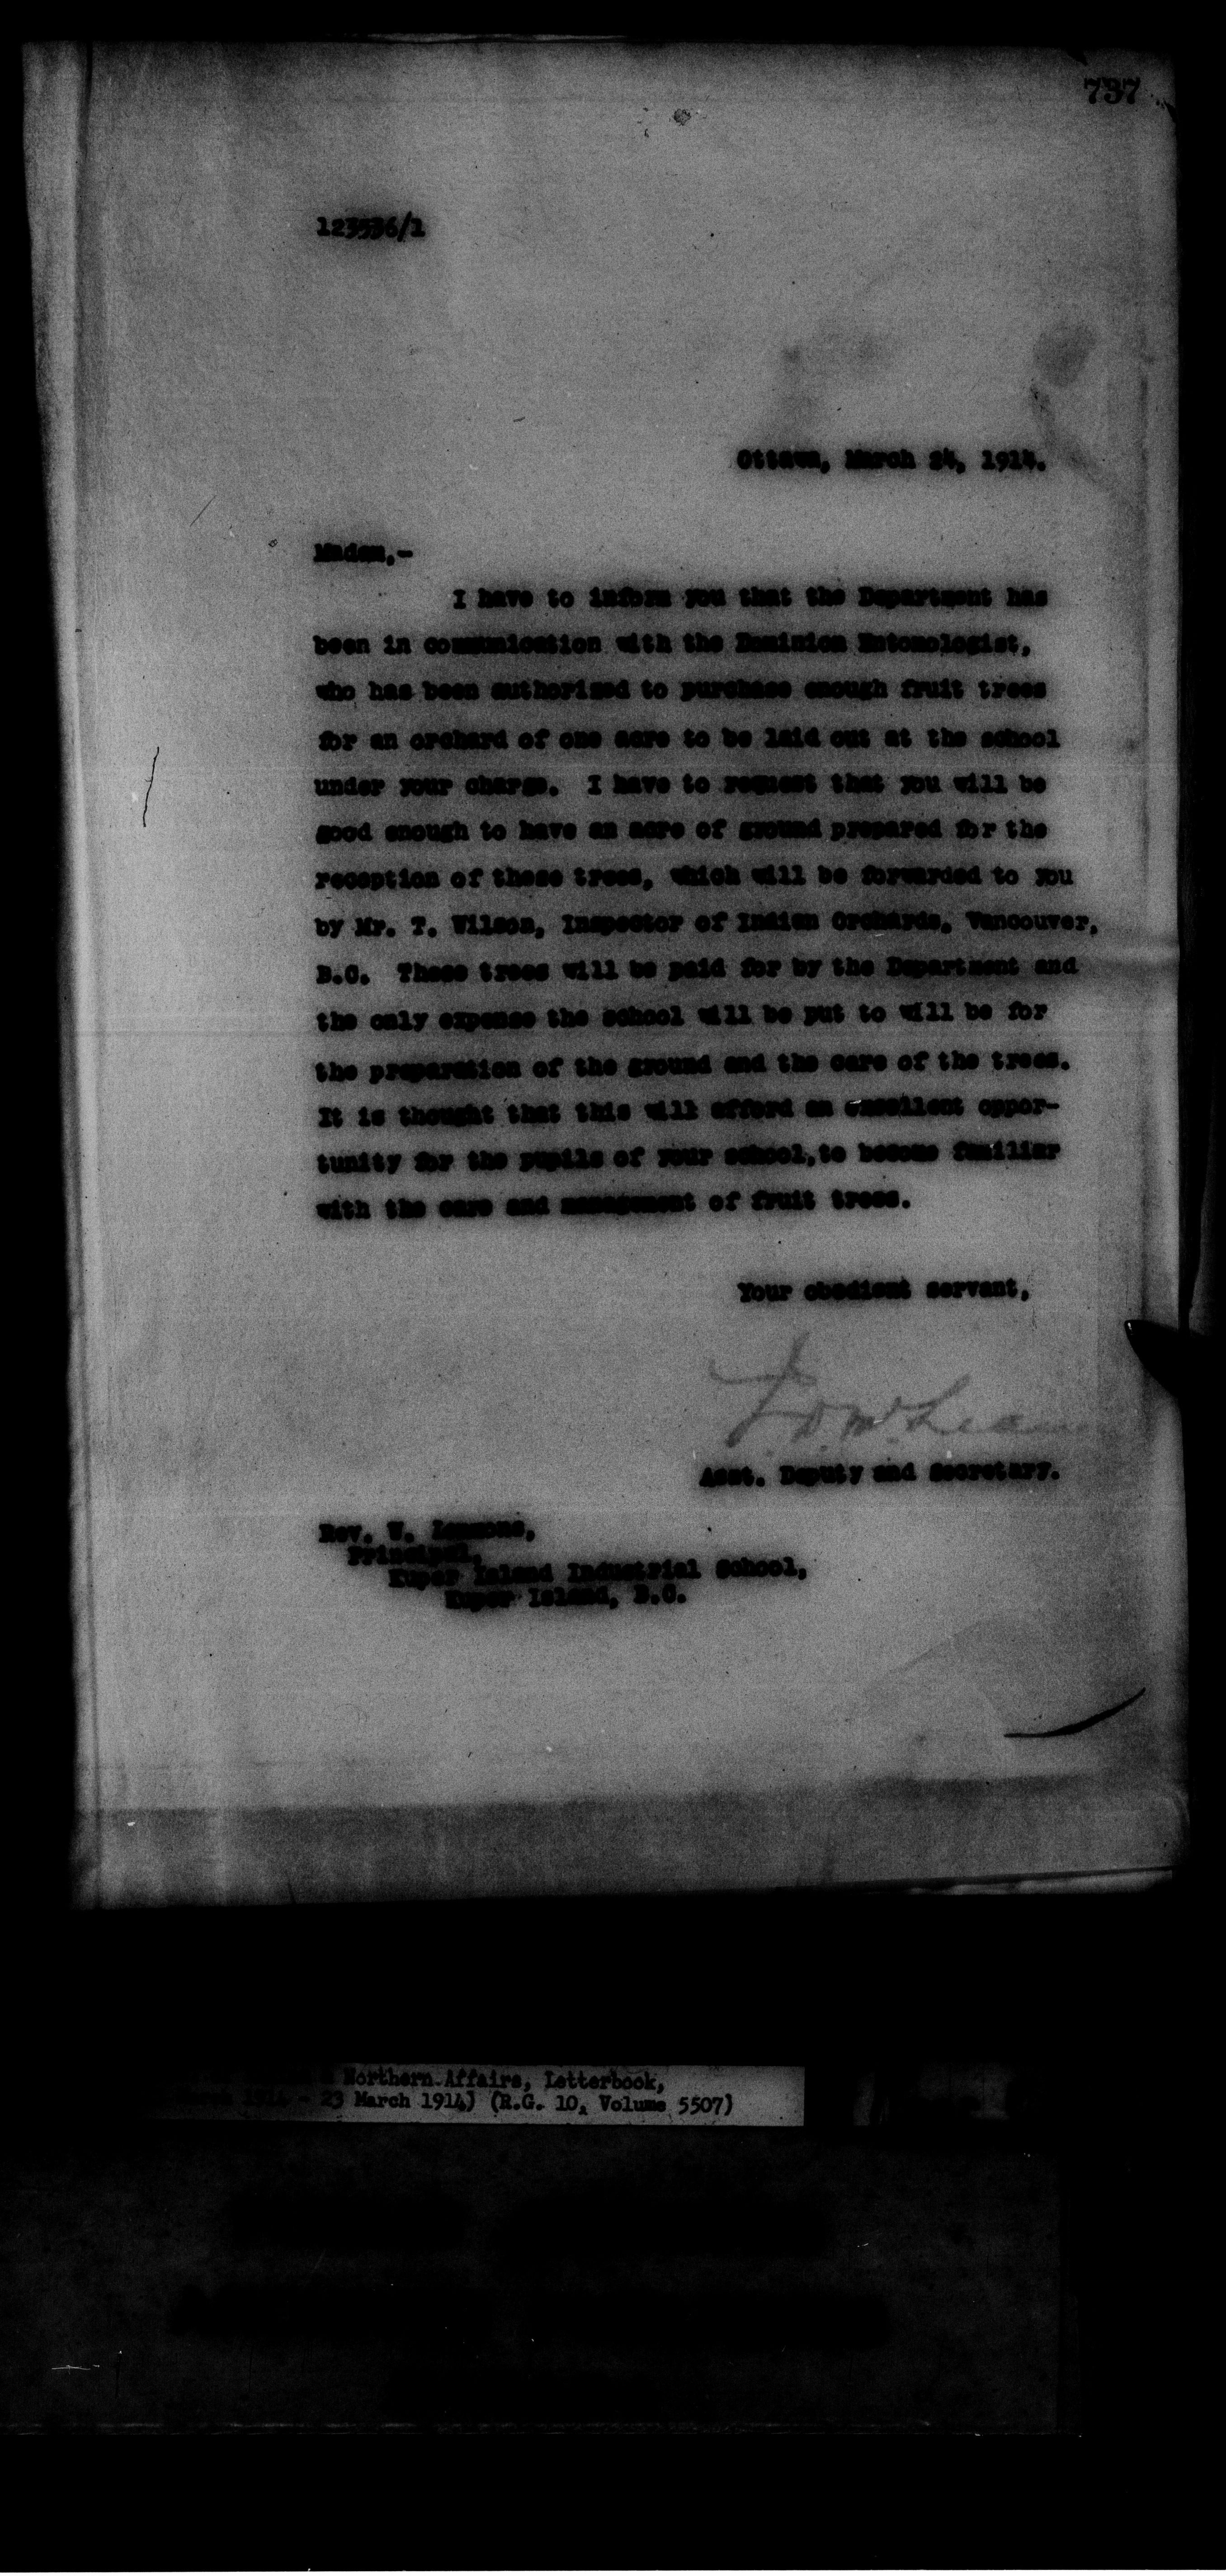 737
123536/1
Ottawa, March 24, 1914.
Madam,-
I have to inform you that the Department has
been in communication with the Dominion Entomologist,
who has been authorized to purchase enough fruit trees
for an orchard of one acre to be laid out at the school
under your charge. I have to request that you will be
good enough to have an acre of ground prepared for the
reception of these trees, which will be forwarded to you
by Mr. T. Wilson, Inspector of Indian Orchards, Vancouver,
B.C. These trees will be paid for by the Department and
the only expense the school will be put to will be for
the preparation of the ground and the care of the trees.
It is thought that this will afford an excellent oppor-
tunity for the pupils of your school, to become familiar
with the care and management of fruit trees.
Your obedient servant,
J. D. McLean
Asst. Deputy and Secretary.
Rev. W. Lemmens,
Principal,
Kuper Island Industrial School,
Kuper Island, B.C.
Northern Affairs, Letterbook,
1914 - 23 March 1914) (R.G. 10, Volume 5507)